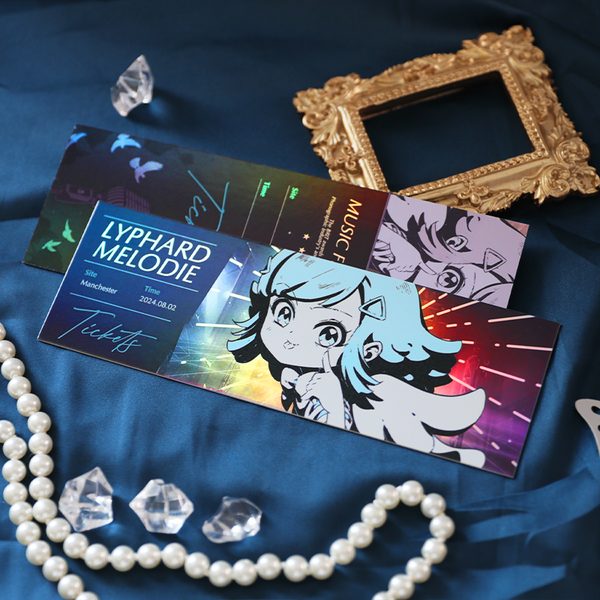 LYPHARD
MELODIE
Site
Time
Manchester
2024.08.02
Tickets
MUSIC F
Site
Time